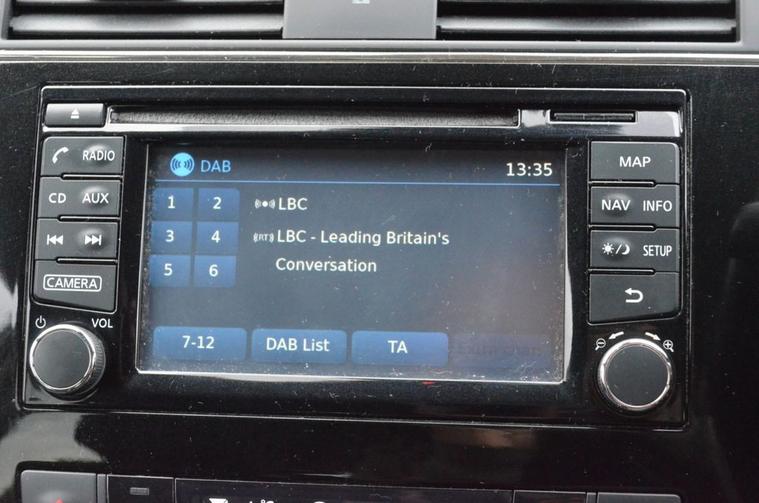 DAB 13:35
1 2 LBC
3 4 RT LBC - Leading Britain's
5 6 Conversation
7-12 DAB List TA
RADIO
CD AUX
CAMERA
VOL
MAP
NAV INFO
SETUP